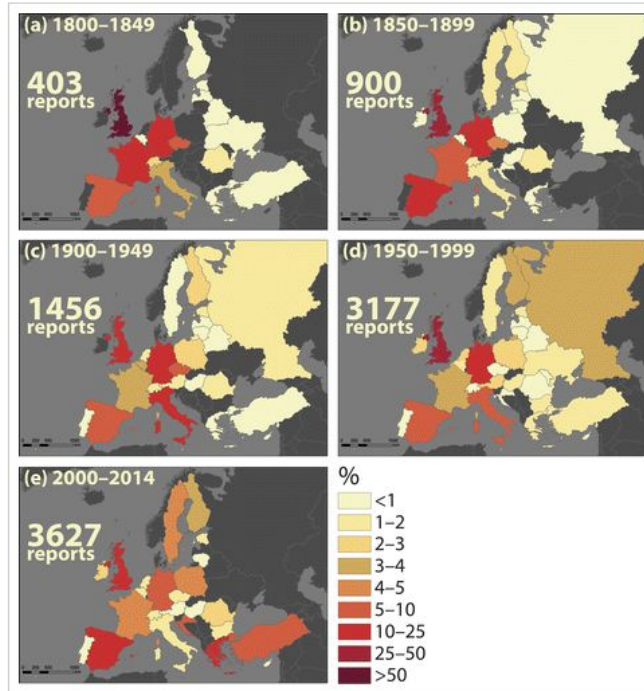 (a) 1800–1849
403
reports
(b) 1850–1899
900
reports
(c) 1900–1949
1456
reports
(d) 1950–1999
3177
reports
(e) 2000–2014
3627
reports
%
<1
1–2
2–3
3–4
4–5
5–10
10–25
25–50
>50